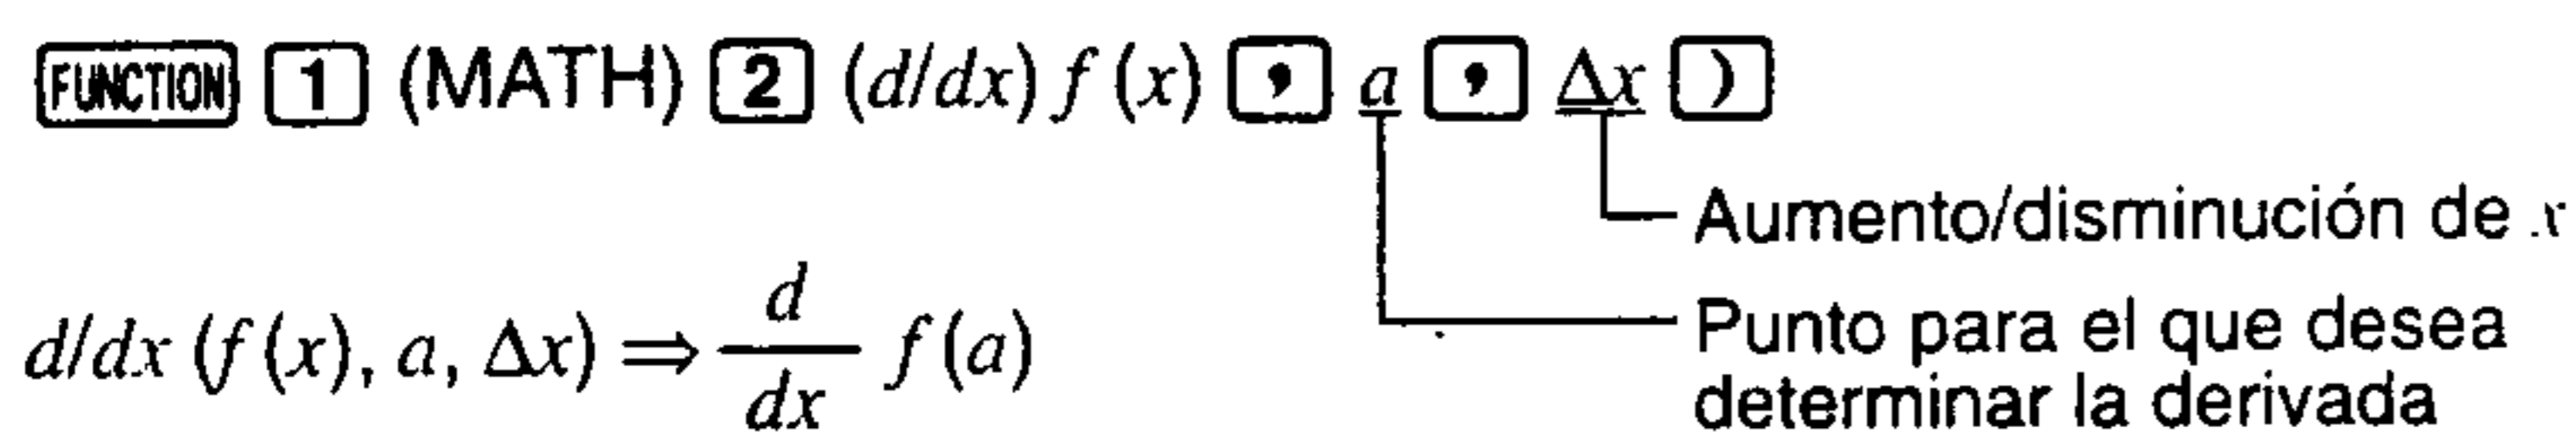 FUNCTION 1 (MATH) 2 (d/dx) f (x) , a , Δx )
Aumento/disminución de x
Punto para el que desea
determinar la derivada
d/dx (f (x), a, Δx) ⇒ d/dx f (a)